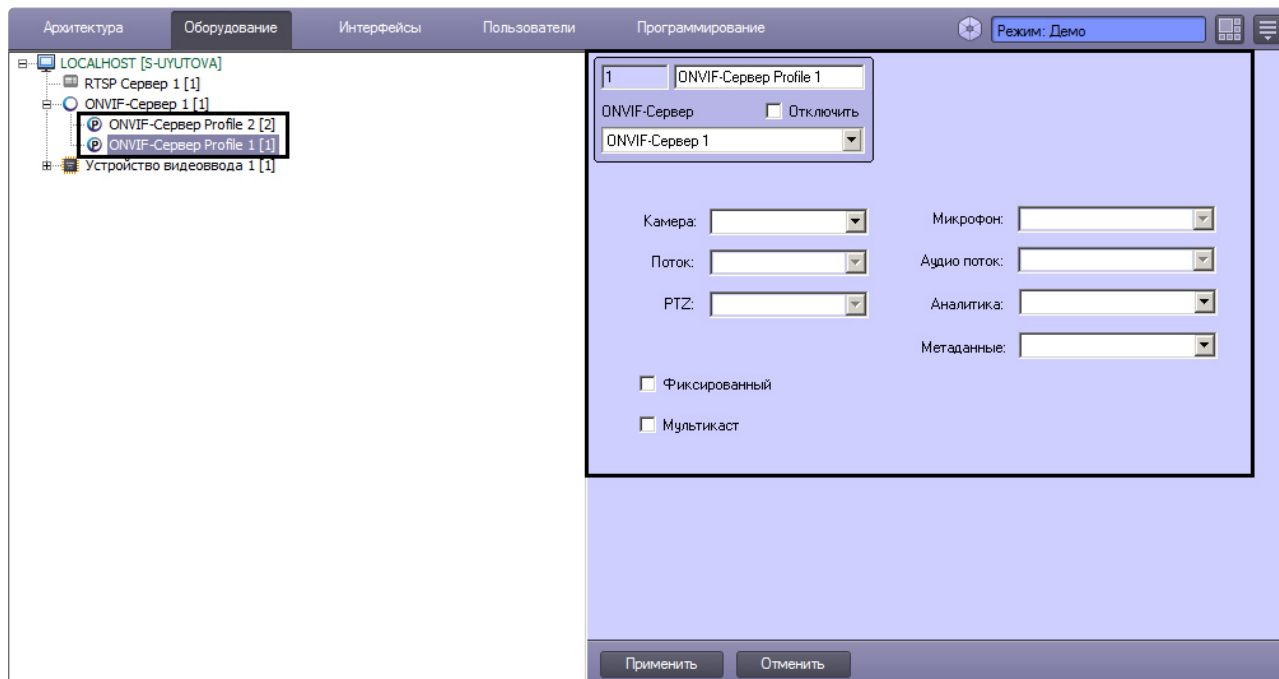 Архитектура Оборудование Интерфейсы Пользователи Программирование Режим: Демо
LOCALHOST [S-UYUTOVA]
RTSP Сервер 1 [1]
ONVIF-Сервер 1 [1]
P ONVIF-Сервер Profile 2 [2]
P ONVIF-Сервер Profile 1 [1]
Устройство видеоввода 1 [1]
1 ONVIF-Сервер Profile 1
ONVIF-Сервер Отключить
ONVIF-Сервер 1
Камера: Микрофон:
Поток: Аудио поток:
PTZ: Аналитика:
Метаданные:
Фиксированный
Мультикаст
Применить Отменить